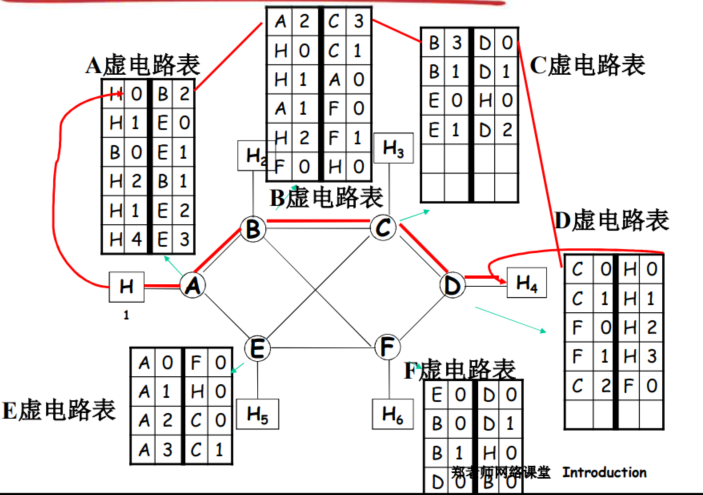 A虚电路表
H 0 B 2
H 1 E 0
B 0 E 1
H 2 B 1
H 1 E 2
H 4 E 3
A 2 C 3
H 0 C 1
H 1 A 0
A 1 F 0
H 2 F 1
F 0 H 0
B虚电路表
B 3 D 0
B 1 D 1
E 0 H 0
E 1 D 2
C虚电路表
D虚电路表
C 0 H 0
C 1 H 1
F 0 H 2
F 1 H 3
C 2 F 0
H2
H3
B
C
H
1
A
D
H4
E
F
H5
H6
E虚电路表
A 0 F 0
A 1 H 0
A 2 C 0
A 3 C 1
F虚电路表
E 0 D 0
B 0 D 1
B 1 H 0
D 0 B 0
郑老师网络课堂 Introduction